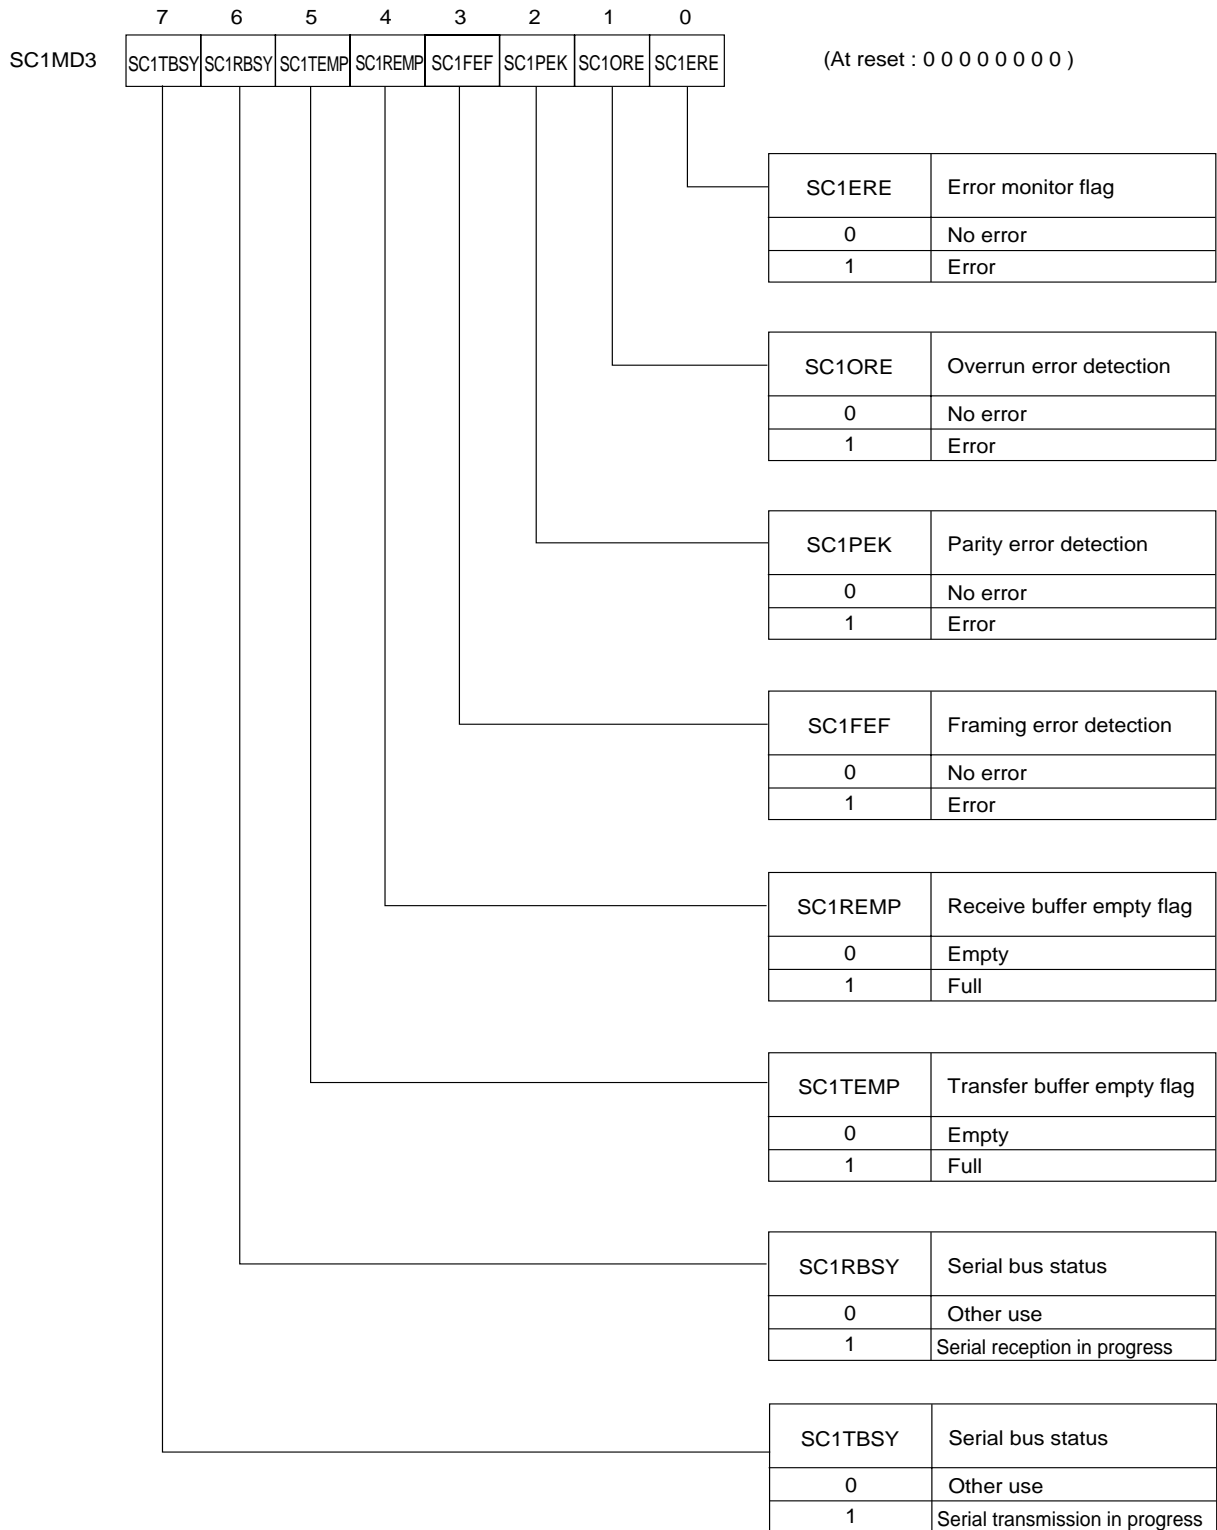 7 6 5 4 3 2 1 0
SC1MD3 SC1TBSY SC1RBSY SC1TEMP SC1REMP SC1FEF SC1PEK SC1ORE SC1ERE (At reset : 0 0 0 0 0 0 0 0 )
SC1ERE Error monitor flag
0 No error
1 Error
SC1ORE Overrun error detection
0 No error
1 Error
SC1PEK Parity error detection
0 No error
1 Error
SC1FEF Framing error detection
0 No error
1 Error
SC1REMP Receive buffer empty flag
0 Empty
1 Full
SC1TEMP Transfer buffer empty flag
0 Empty
1 Full
SC1RBSY Serial bus status
0 Other use
1 Serial reception in progress
SC1TBSY Serial bus status
0 Other use
1 Serial transmission in progress